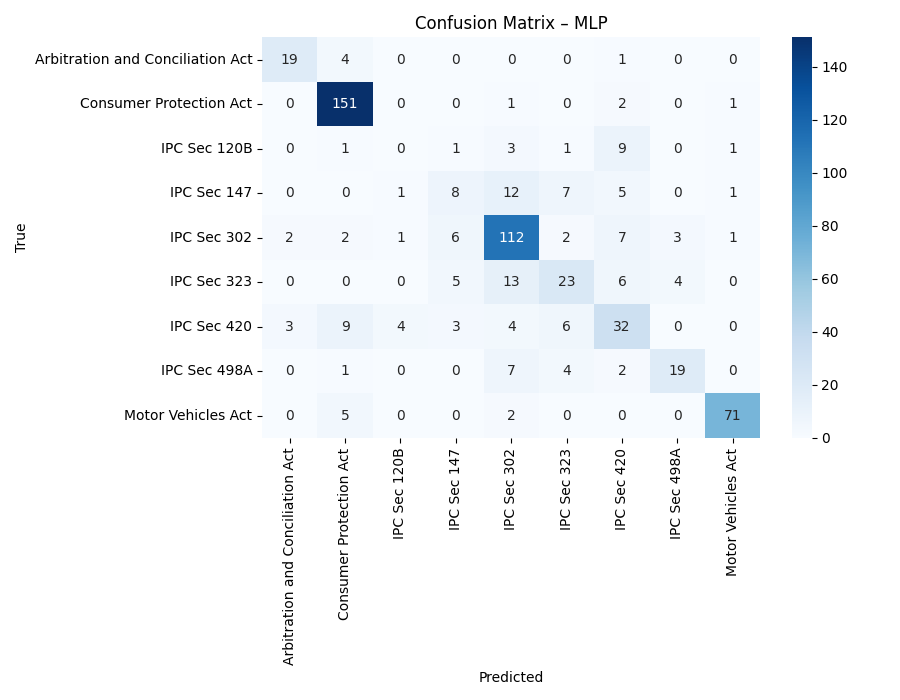 Confusion Matrix – MLP
Arbitration and Conciliation Act 19 4 0 0 0 0 1 0 0
Consumer Protection Act 0 151 0 0 1 0 2 0 1
IPC Sec 120B 0 1 0 1 3 1 9 0 1
IPC Sec 147 0 0 1 8 12 7 5 0 1
IPC Sec 302 2 2 1 6 112 2 7 3 1
IPC Sec 323 0 0 0 5 13 23 6 4 0
IPC Sec 420 3 9 4 3 4 6 32 0 0
IPC Sec 498A 0 1 0 0 7 4 2 19 0
Motor Vehicles Act 0 5 0 0 2 0 0 0 71
True
Arbitration and Conciliation Act
Consumer Protection Act
IPC Sec 120B
IPC Sec 147
IPC Sec 302
IPC Sec 323
IPC Sec 420
IPC Sec 498A
Motor Vehicles Act
Predicted
140
120
100
80
60
40
20
0